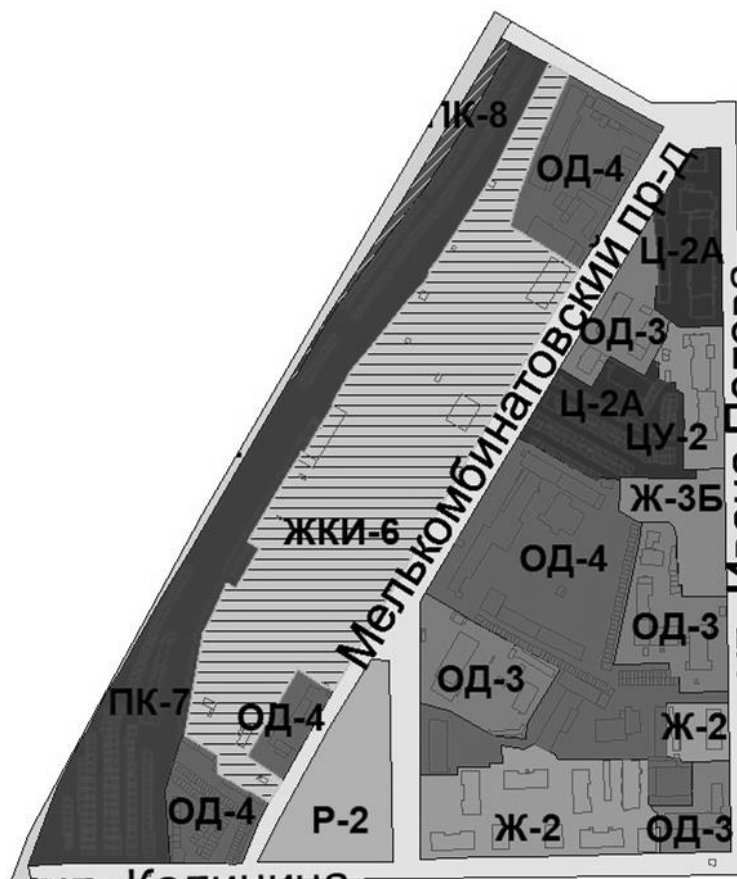 ПК-8
ОД-4
Мелькомбинатовский пр-д
Ц-2А
ОД-3
Ц-2А
ЦУ-2
Ж-3Б
ЖКИ-6
ОД-4
ОД-3
ОД-3
ПК-7
ОД-4
Ж-2
ОД-4
Р-2
Ж-2
ОД-3